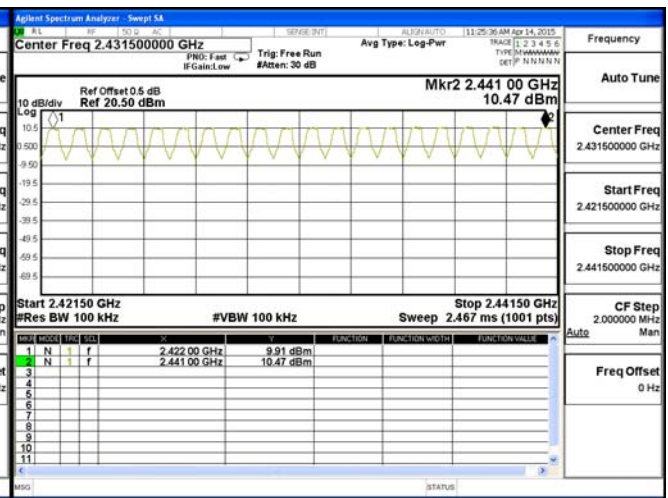 Agilent Spectrum Analyzer - Swept SA
RL RF 50 Ω AC SENSE:INT ALIGN AUTO 11:25:36 AM Apr 14, 2015
Center Freq 2.431500000 GHz Avg Type: Log-Pwr TRACE 1 2 3 4 5 6
PNO: Fast Trig: Free Run TYPE MWWWWW
IFGain:Low #Atten: 30 dB DET P N N N N N
Mkr2 2.441 00 GHz
Ref Offset 0.5 dB
10 dB/div Ref 20.50 dBm 10.47 dBm
Log
1 2
10.5
0.500
-9.50
-19.5
-29.5
-39.5
-49.5
-59.5
-69.5
Start 2.42150 GHz Stop 2.44150 GHz
#Res BW 100 kHz #VBW 100 kHz Sweep 2.467 ms (1001 pts)
MKR MODE TRC SCL X Y FUNCTION FUNCTION WIDTH FUNCTION VALUE
1 N 1 f 2.422 00 GHz 9.91 dBm
2 N 1 f 2.441 00 GHz 10.47 dBm
3
4
5
6
7
8
9
10
11
MSG STATUS
Frequency
Auto Tune
Center Freq
2.431500000 GHz
Start Freq
2.421500000 GHz
Stop Freq
2.441500000 GHz
CF Step
2.000000 MHz
Auto Man
Freq Offset
0 Hz